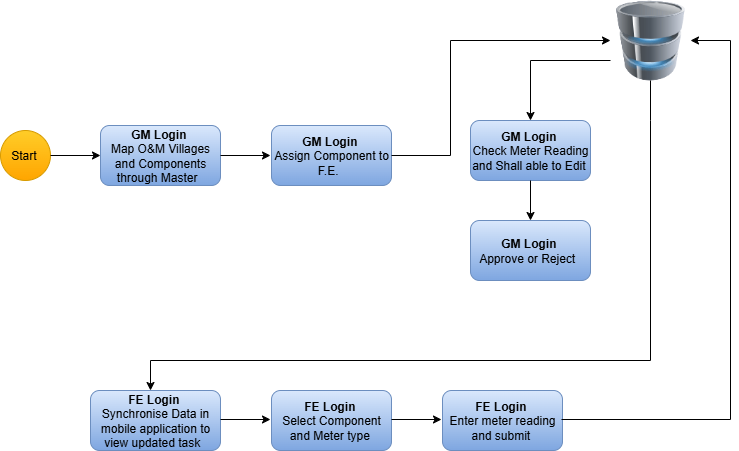 Start
GM Login
Map O&M Villages
and Components
through Master
GM Login
Assign Component to
F.E.
GM Login
Check Meter Reading
and Shall able to Edit
GM Login
Approve or Reject
FE Login
Synchronise Data in
mobile application to
view updated task
FE Login
Select Component
and Meter type
FE Login
Enter meter reading
and submit